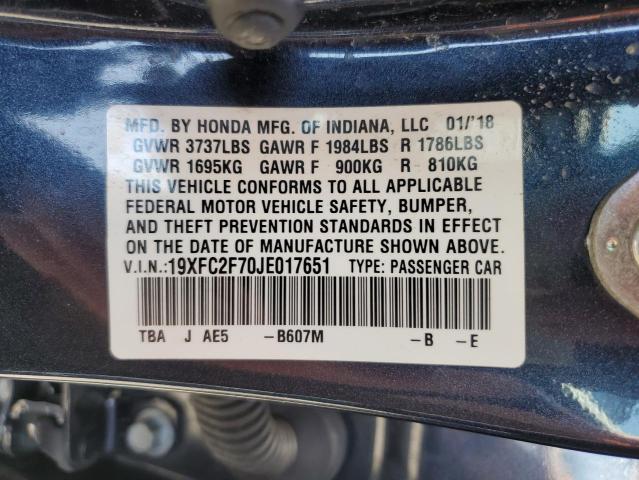 MFD. BY HONDA MFG. OF INDIANA, LLC 01/'18
GVWR 3737LBS GAWR F 1984LBS R 1786LBS
GVWR 1695KG GAWR F 900KG R 810KG
THIS VEHICLE CONFORMS TO ALL APPLICABLE
FEDERAL MOTOR VEHICLE SAFETY, BUMPER,
AND THEFT PREVENTION STANDARDS IN EFFECT
ON THE DATE OF MANUFACTURE SHOWN ABOVE.
V.I.N.:19XFC2F70JE017651 TYPE: PASSENGER CAR
TBA J AE5 -B607M -B -E